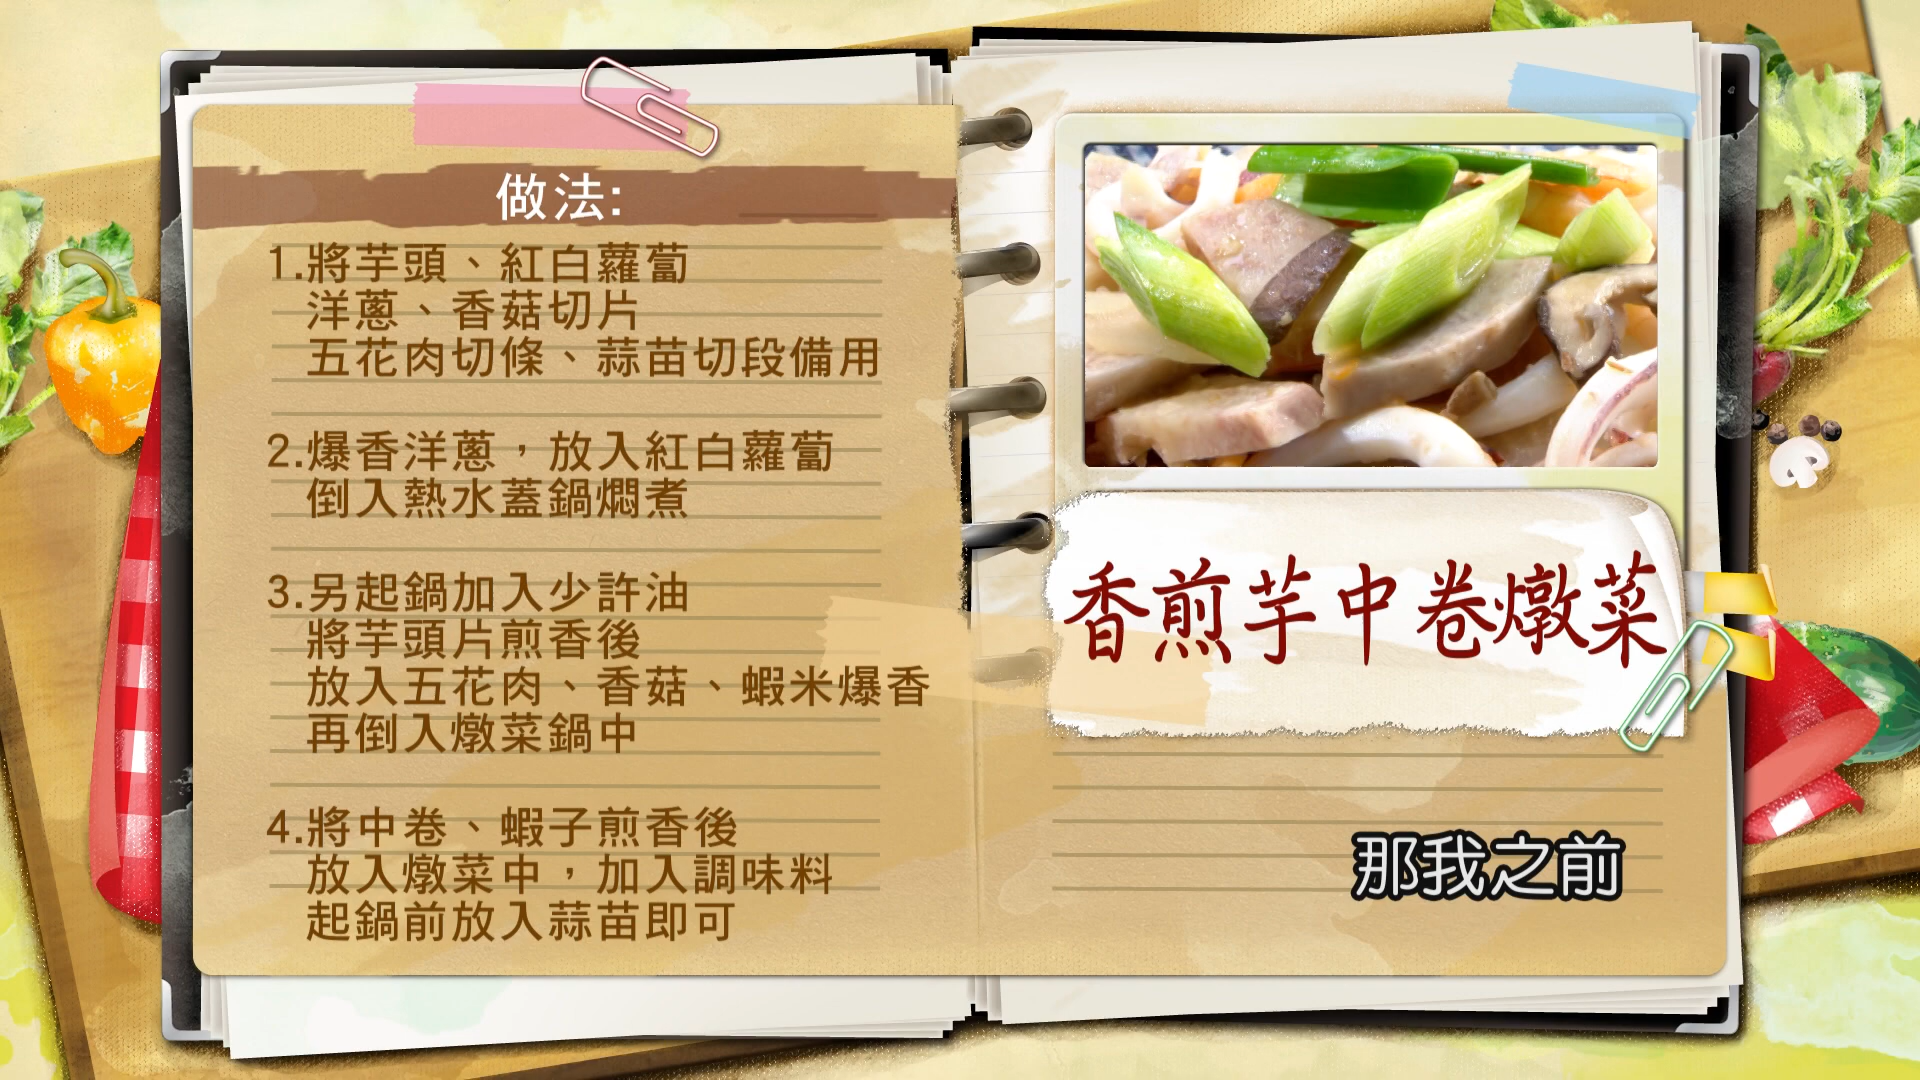 做法:
1.將芋頭、紅白蘿蔔
洋蔥、香菇切片
五花肉切條、蒜苗切段備用
2.爆香洋蔥，放入紅白蘿蔔
倒入熱水蓋鍋燜煮
3.另起鍋加入少許油
將芋頭片煎香後
放入五花肉、香菇、蝦米爆香
再倒入燉菜鍋中
4.將中卷、蝦子煎香後
放入燉菜中，加入調味料
起鍋前放入蒜苗即可
香煎芋中卷燉菜
那我之前